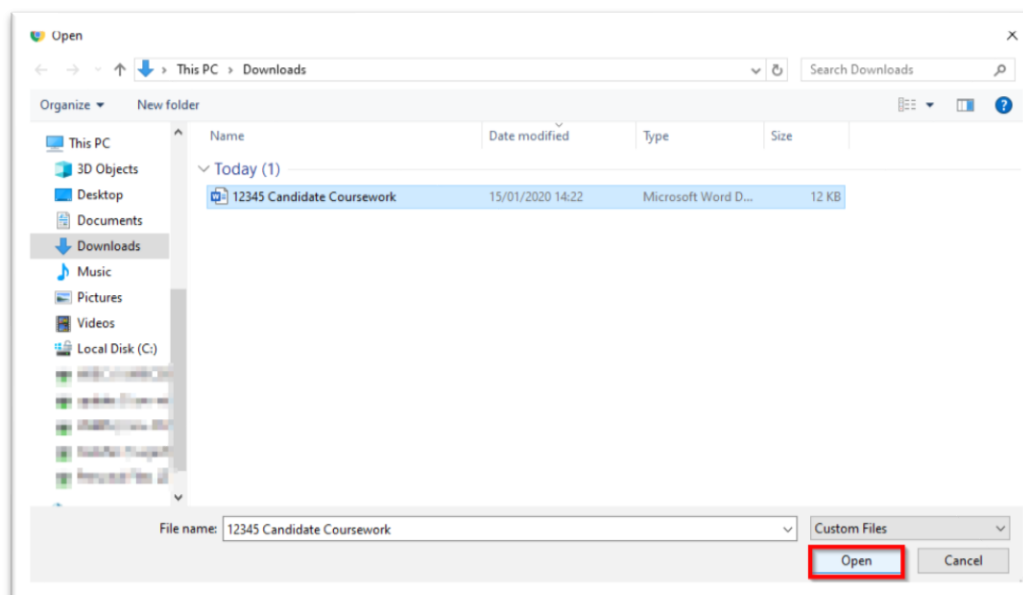 Open
This PC > Downloads
Search Downloads
Organize
New folder
Name Date modified Type Size
This PC
3D Objects
Desktop
Documents
Downloads
Music
Pictures
Videos
Local Disk (C:)
Today (1)
12345 Candidate Coursework 15/01/2020 14:22 Microsoft Word D... 12 KB
File name: 12345 Candidate Coursework
Custom Files
Open
Cancel